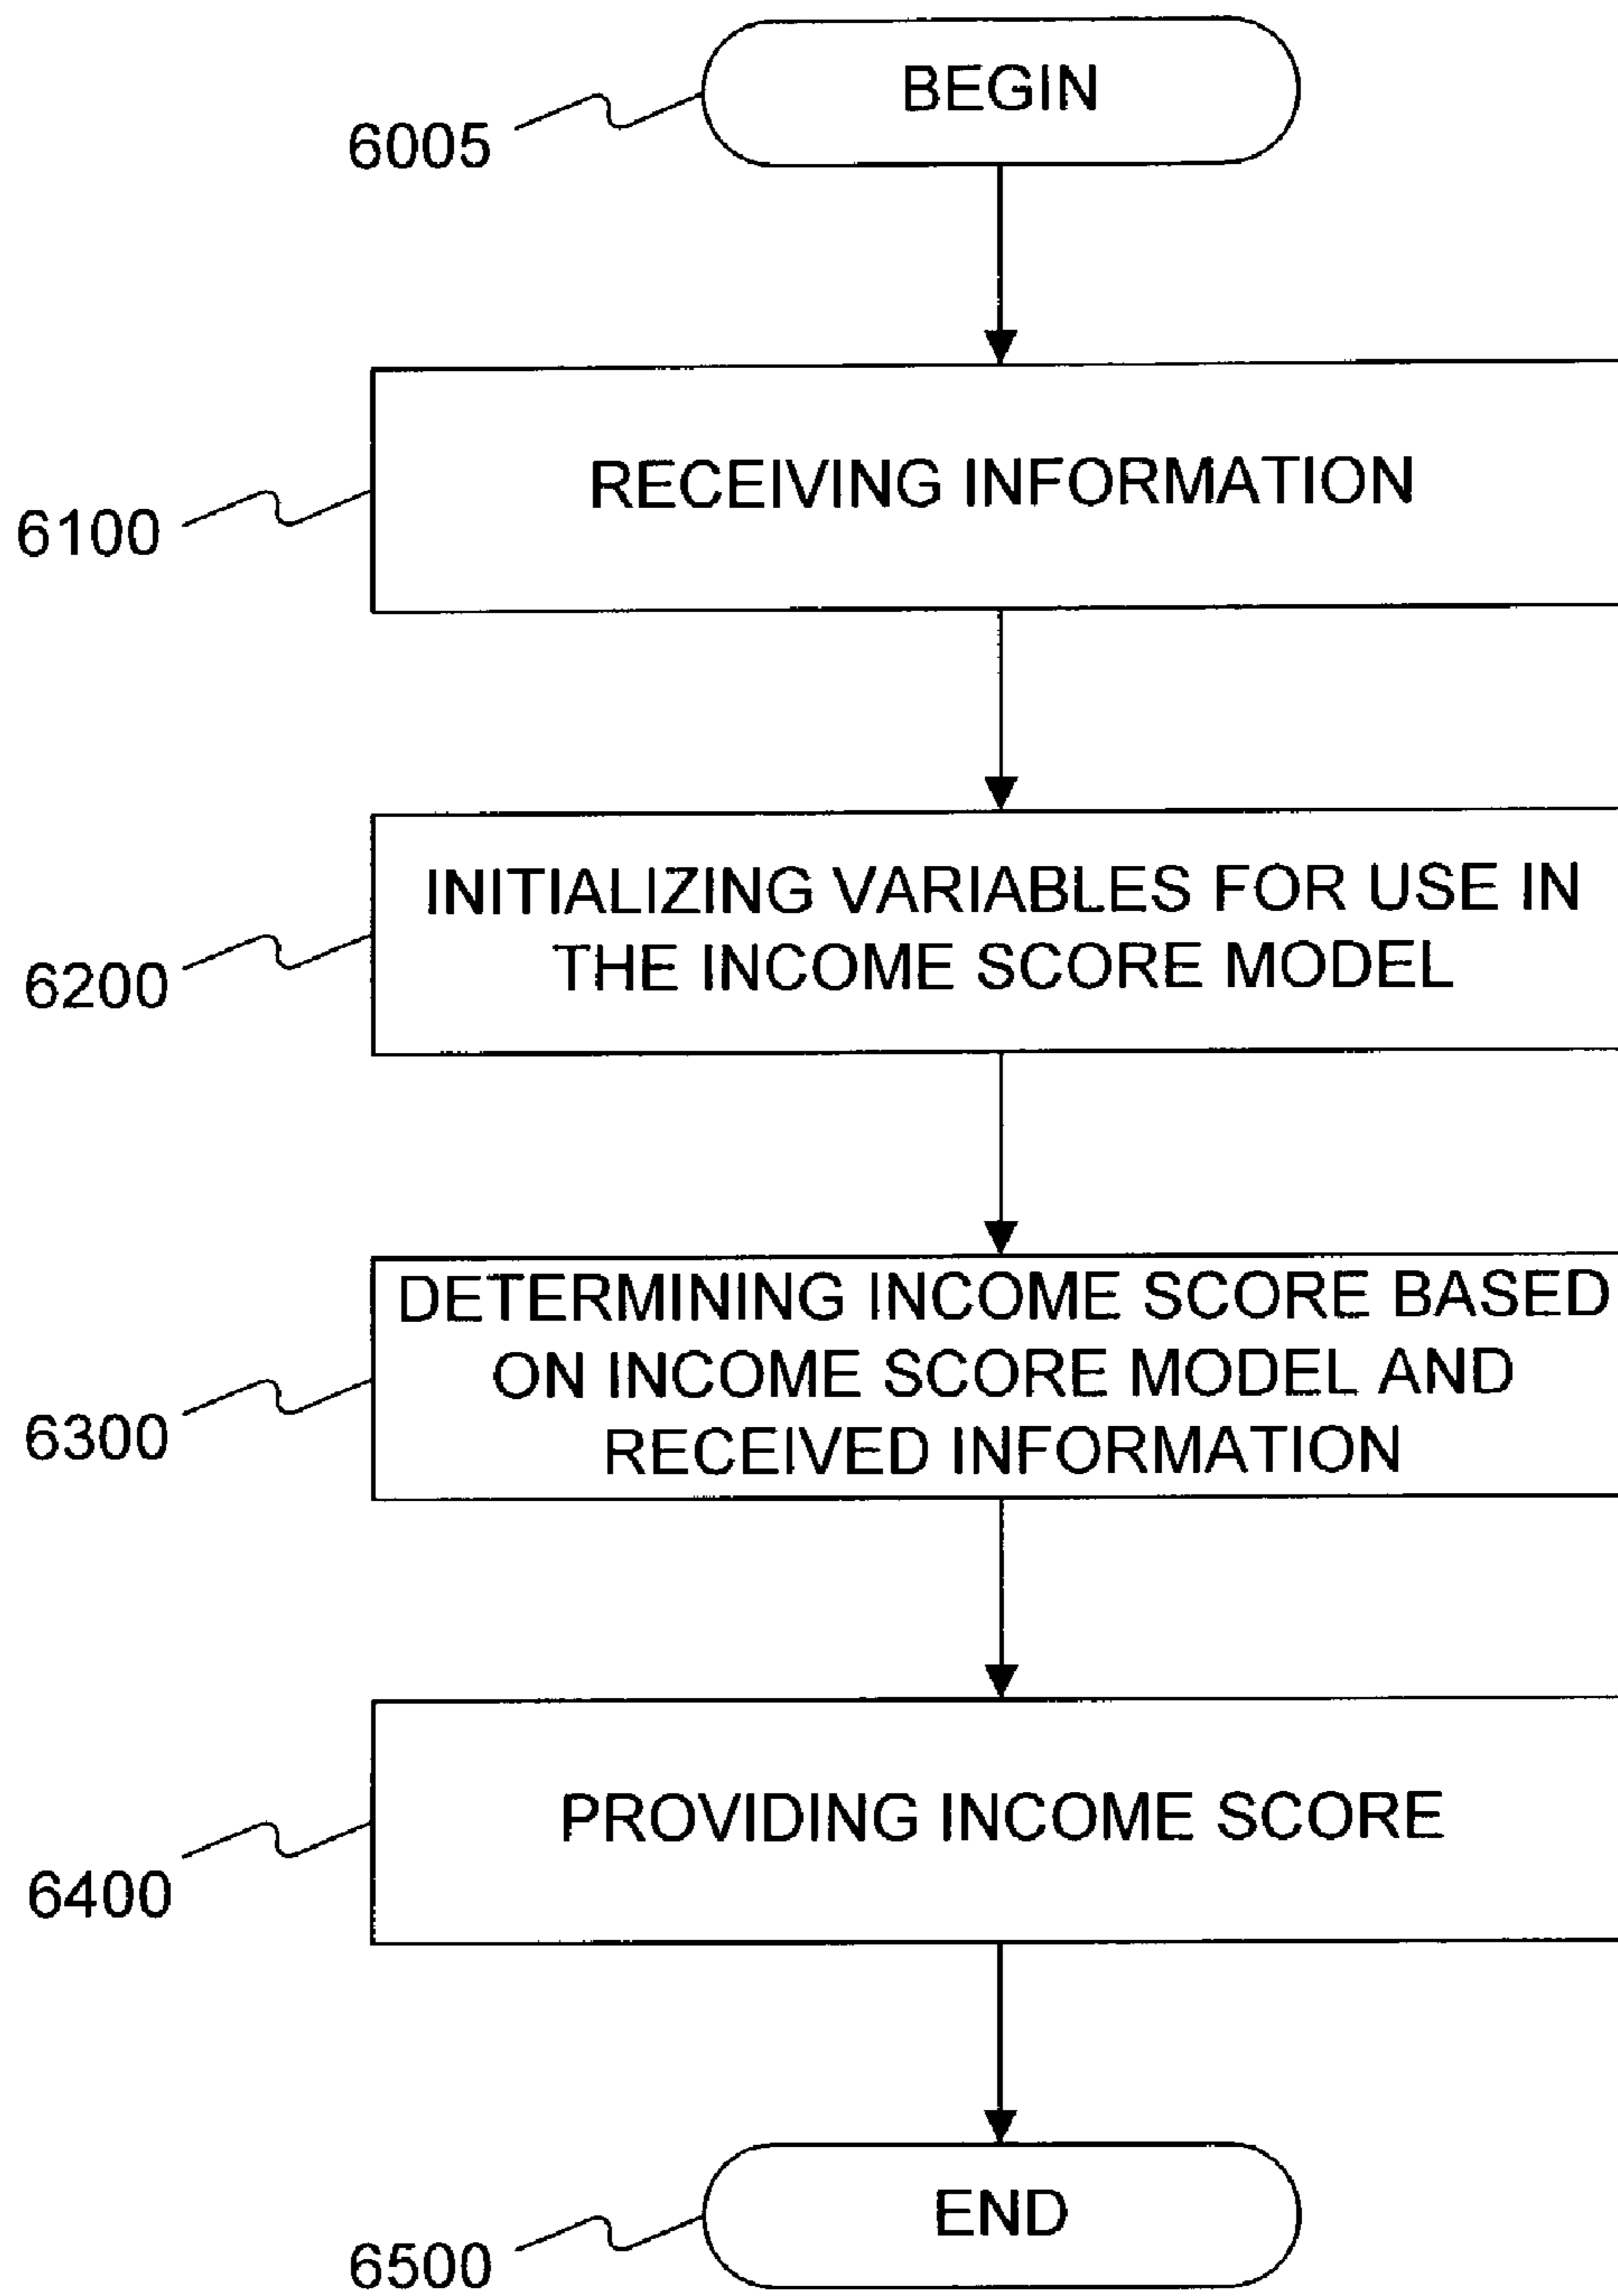 BEGIN
6005
RECEIVING INFORMATION
6100
INITIALIZING VARIABLES FOR USE IN
THE INCOME SCORE MODEL
6200
DETERMINING INCOME SCORE BASED
ON INCOME SCORE MODEL AND
RECEIVED INFORMATION
6300
PROVIDING INCOME SCORE
6400
END
6500